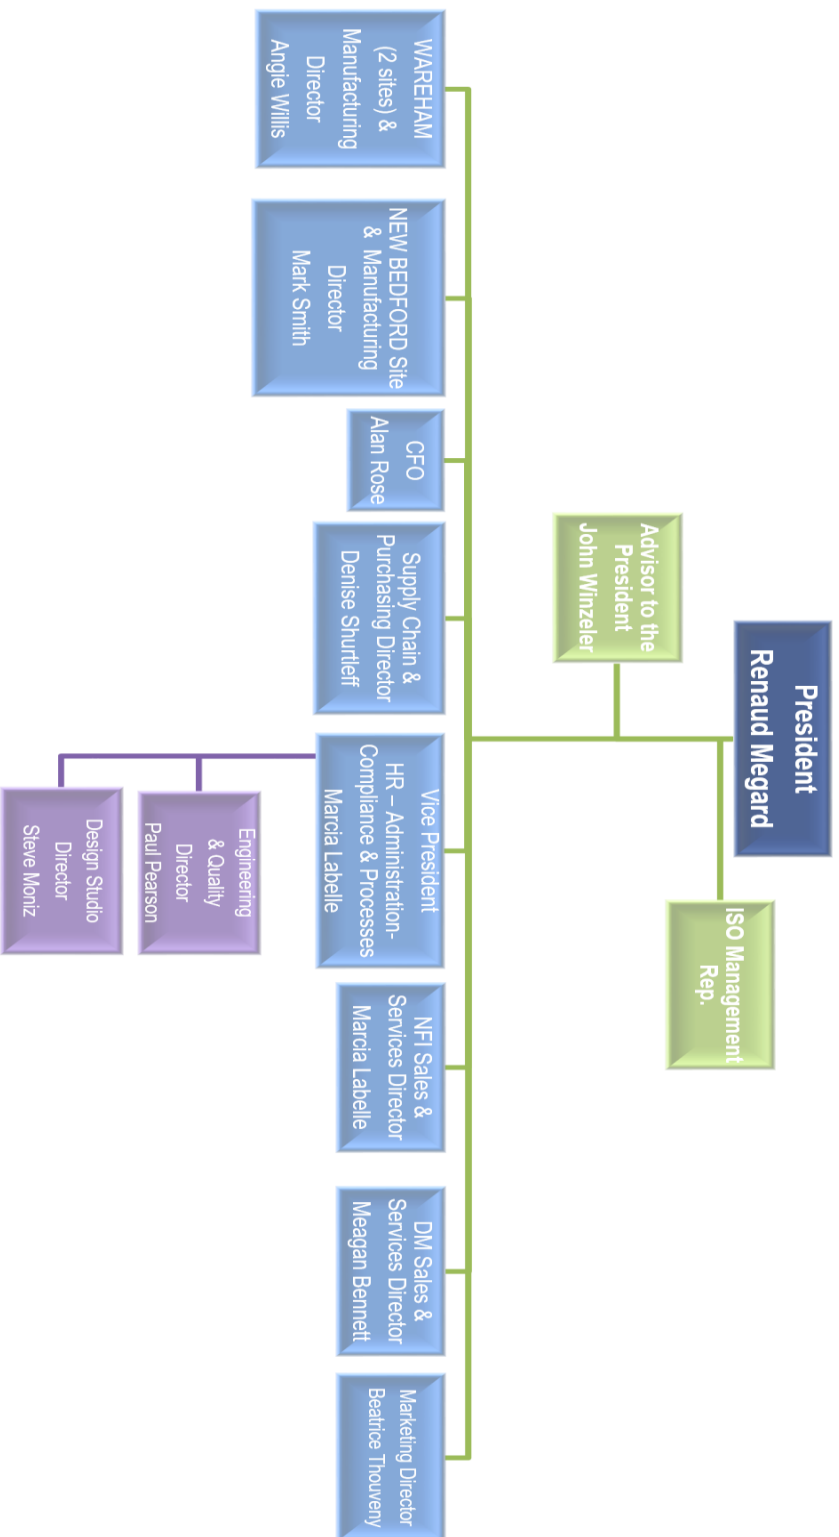 President
Renaud Megard
ISO Management
Rep.
Advisor to the
President
John Winzeler
WAREHAM
(2 sites) &
Manufacturing
Director
Angie Willis
NEW BEDFORD Site
& Manufacturing
Director
Mark Smith
CFO
Alan Rose
Supply Chain &
Purchasing Director
Denise Shurtleff
Vice President
HR – Administration-
Compliance & Processes
Marcia Labelle
NFI Sales &
Services Director
Marcia Labelle
DM Sales &
Services Director
Meagan Bennett
Marketing Director
Beatrice Thouveny
Engineering
& Quality
Director
Paul Pearson
Design Studio
Director
Steve Moniz